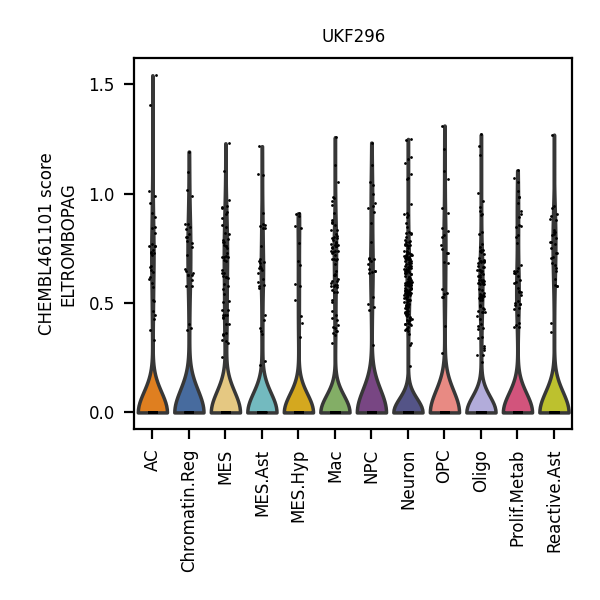 UKF296
CHEMBL461101 score
ELTROMBOPAG
1.5
1.0
0.5
0.0
AC
Chromatin.Reg
MES
MES.Ast
MES.Hyp
Mac
NPC
Neuron
OPC
Oligo
Prolif.Metab
Reactive.Ast